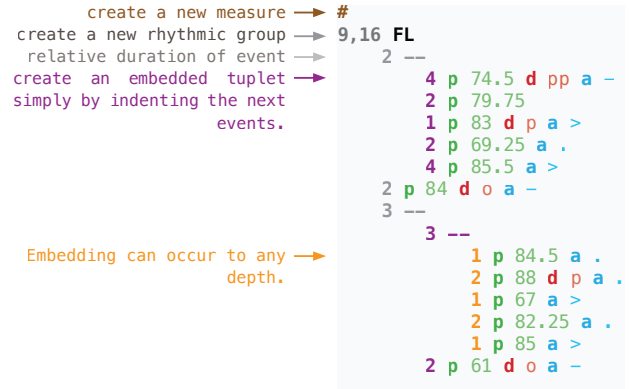 create a new measure #
create a new rhythmic group 9,16 FL
relative duration of event 2 --
create an embedded tuplet 4 p 74.5 d pp a -
simply by indenting the next 2 p 79.75
events. 1 p 83 d p a >
2 p 69.25 a .
4 p 85.5 a >
2 p 84 d o a -
3 --
3 --
Embedding can occur to any 1 p 84.5 a .
depth. 2 p 88 d p a .
1 p 67 a >
2 p 82.25 a .
1 p 85 a >
2 p 61 d o a -